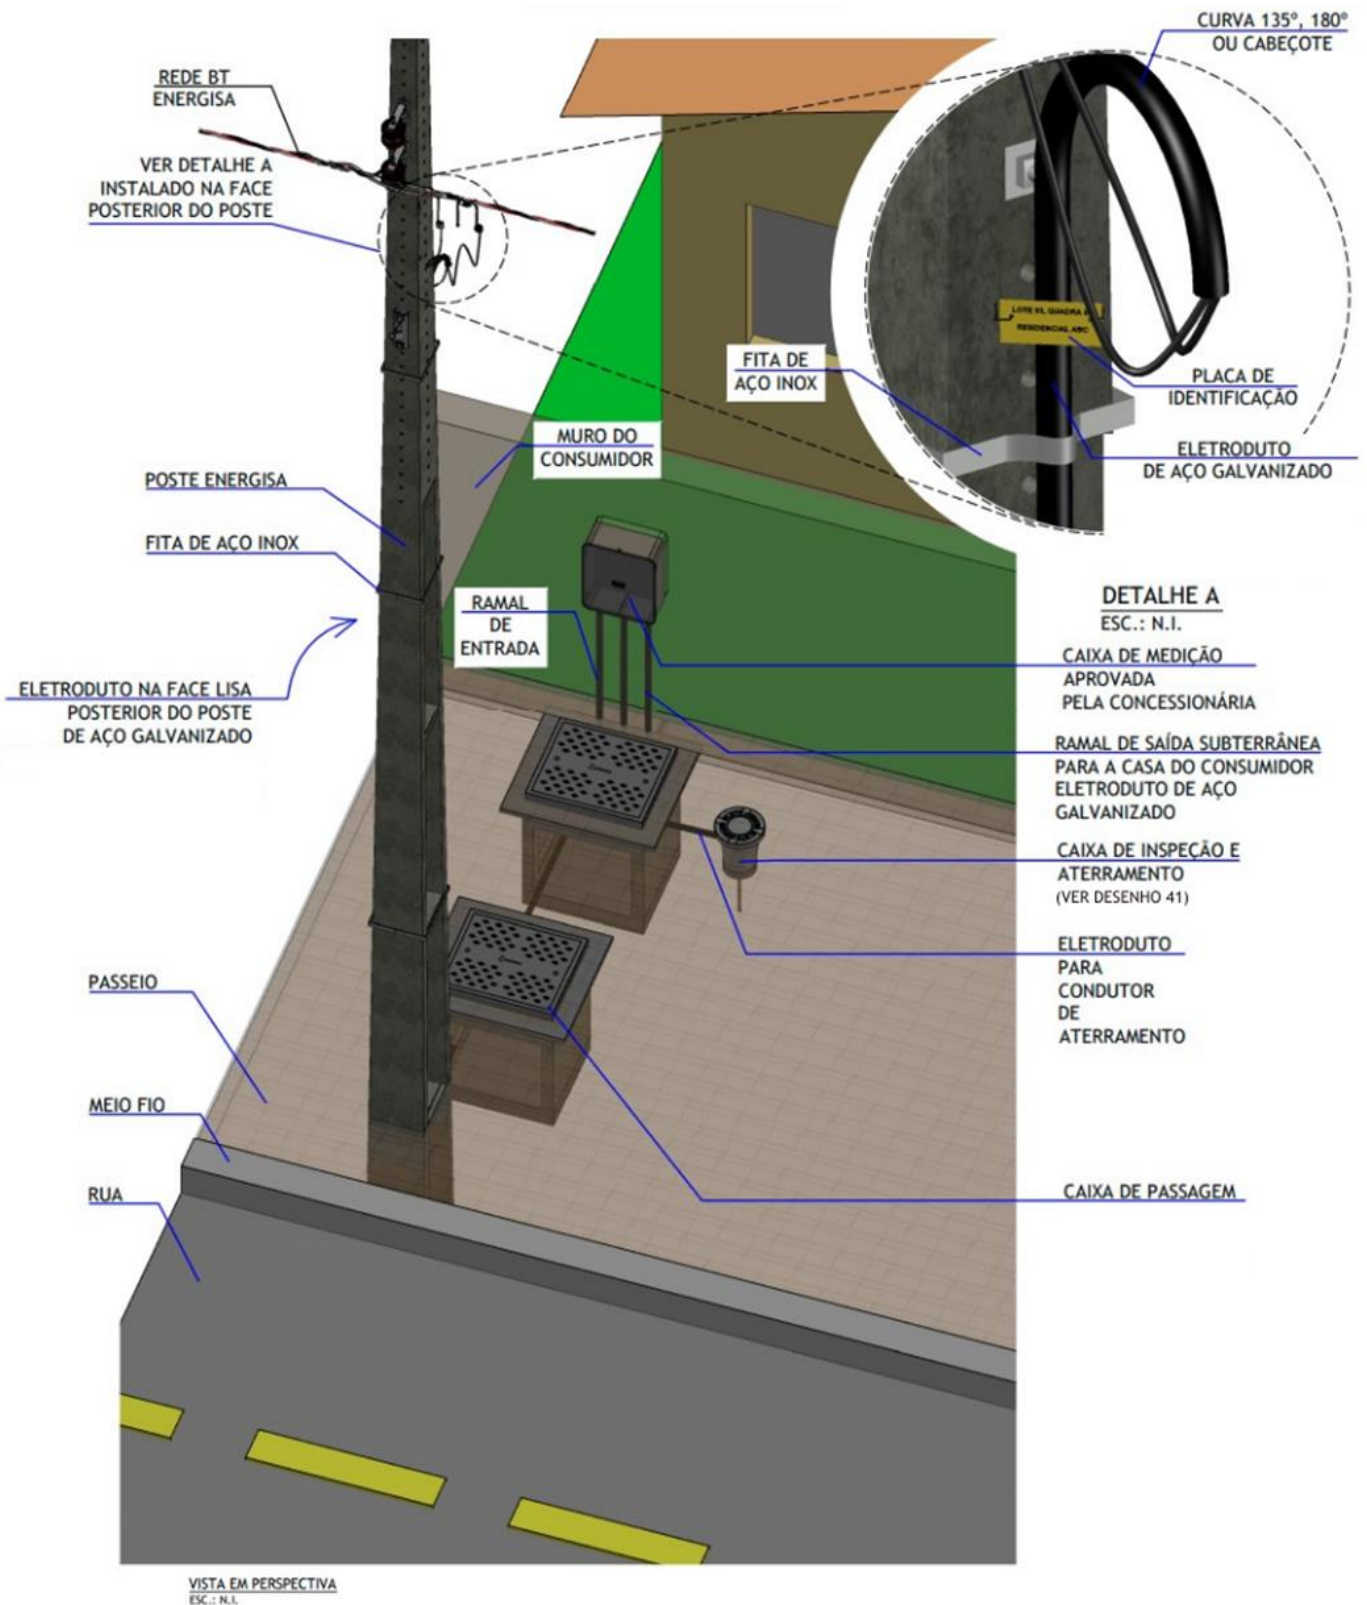 CURVA 135º, 180º
OU CABEÇOTE
REDE BT
ENERGISA
VER DETALHE A
INSTALADO NA FACE
POSTERIOR DO POSTE
LOTE
QUADRA
RESIDENCIAL ABC
FITA DE
AÇO INOX
PLACA DE
IDENTIFICAÇÃO
ELETRODUTO
DE AÇO GALVANIZADO
MURO DO
CONSUMIDOR
POSTE ENERGISA
FITA DE AÇO INOX
DETALHE A
ESC.: N.I.
RAMAL
DE
ENTRADA
CAIXA DE MEDIÇÃO
APROVADA
PELA CONCESSIONÁRIA
ELETRODUTO NA FACE LISA
POSTERIOR DO POSTE
DE AÇO GALVANIZADO
RAMAL DE SAÍDA SUBTERRÂNEA
PARA A CASA DO CONSUMIDOR
ELETRODUTO DE AÇO
GALVANIZADO
CAIXA DE INSPEÇÃO E
ATERRAMENTO
(VER DESENHO 41)
ELETRODUTO
PARA
CONDUTOR
DE
ATERRAMENTO
PASSEIO
MEIO FIO
RUA
CAIXA DE PASSAGEM
VISTA EM PERSPECTIVA
ESC.: N.I.